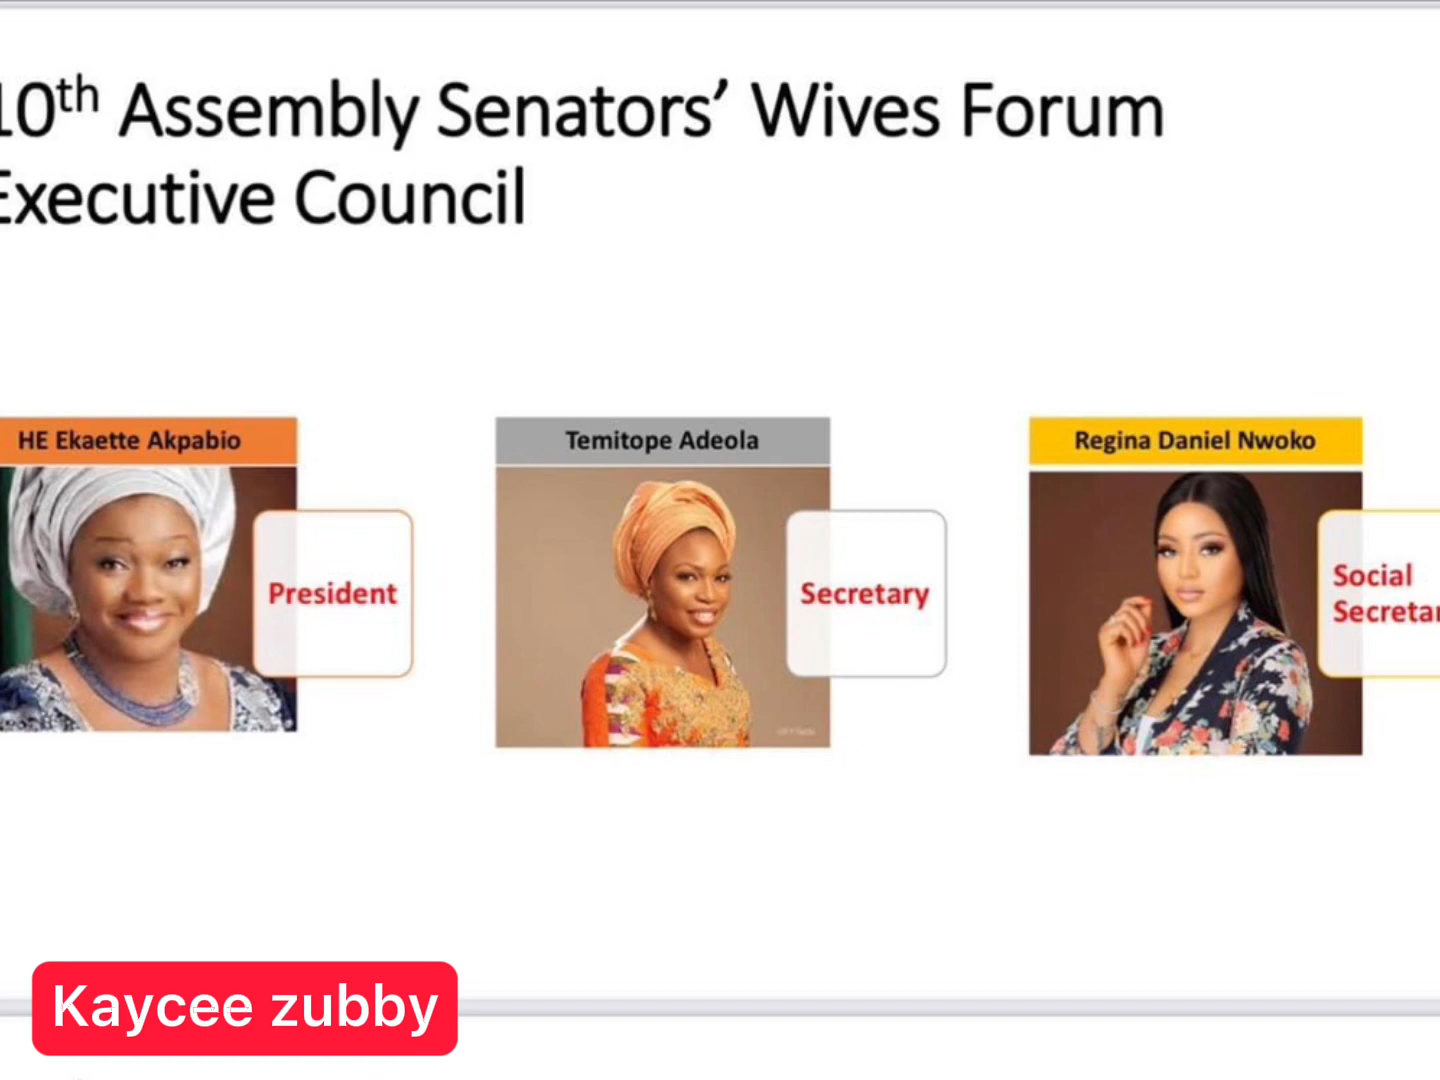 10th Assembly Senators’ Wives Forum
Executive Council
HE Ekaette Akpabio
Temitope Adeola
Regina Daniel Nwoko
President
Secretary
Social
Secretar
Kaycee zubby